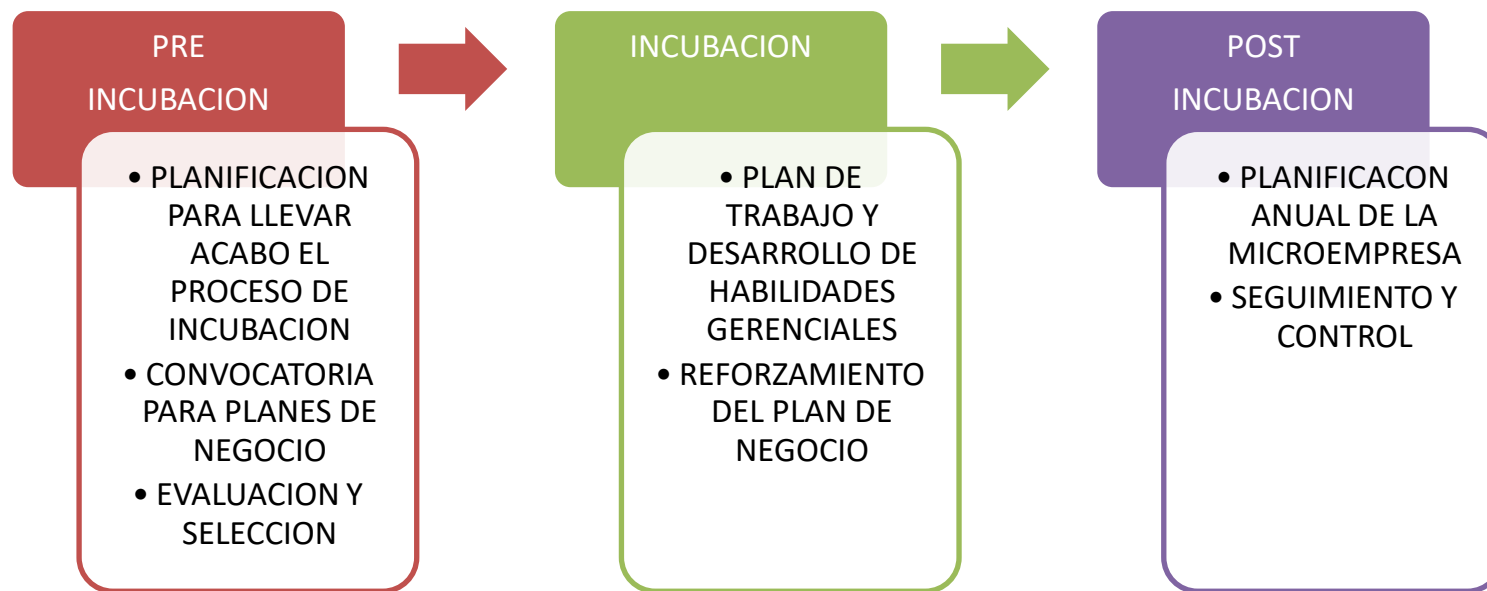 PRE
INCUBACION
• PLANIFICACION
PARA LLEVAR
ACABO EL
PROCESO DE
INCUBACION
• CONVOCATORIA
PARA PLANES DE
NEGOCIO
• EVALUACION Y
SELECCION
INCUBACION
• PLAN DE
TRABAJO Y
DESARROLLO DE
HABILIDADES
GERENCIALES
• REFORZAMIENTO
DEL PLAN DE
NEGOCIO
POST
INCUBACION
• PLANIFICACON
ANUAL DE LA
MICROEMPRESA
• SEGUIMIENTO Y
CONTROL